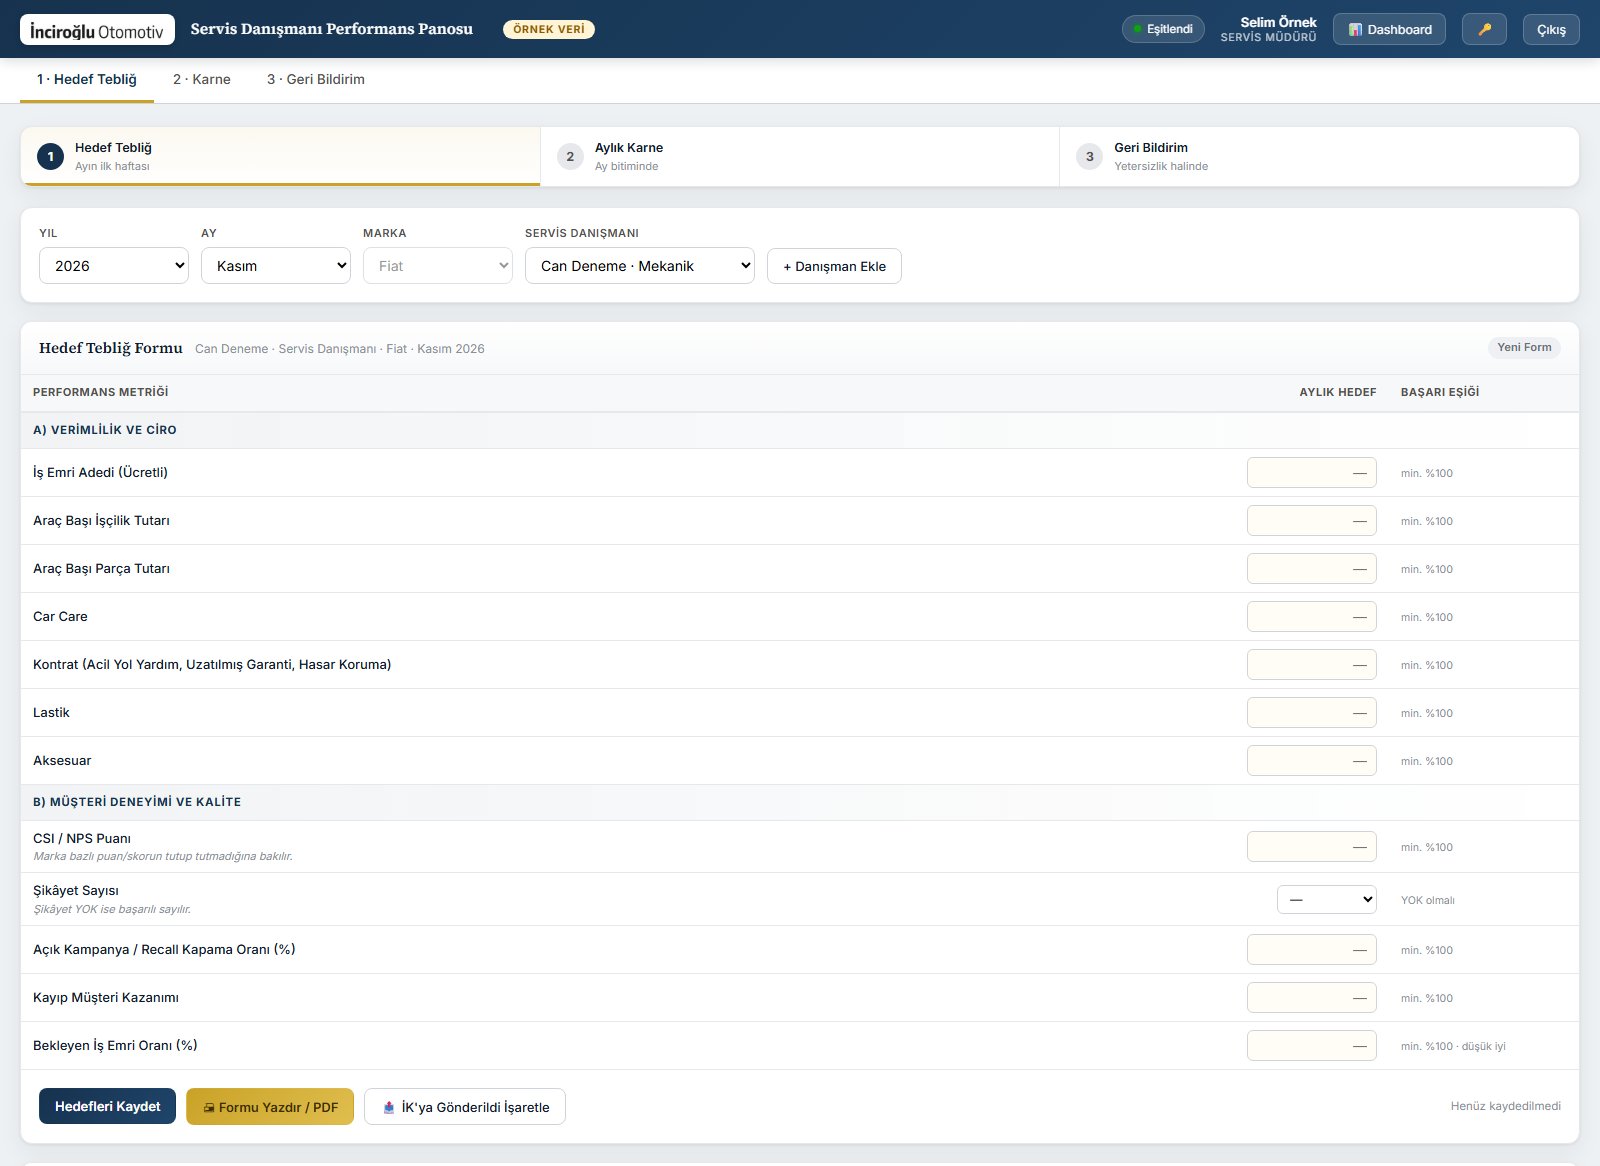 İnciroğlu Otomotiv
Servis Danışmanı Performans Panosu
ÖRNEK VERİ
Eşitlendi
Selim Örnek
SERVİS MÜDÜRÜ
Dashboard
Çıkış
1 · Hedef Tebliğ
2 · Karne
3 · Geri Bildirim
1
Hedef Tebliğ
Ayın ilk haftası
2
Aylık Karne
Ay bitiminde
3
Geri Bildirim
Yetersizlik halinde
YIL
AY
MARKA
SERVİS DANIŞMANI
2026
Kasım
Fiat
Can Deneme · Mekanik
+ Danışman Ekle
Hedef Tebliğ Formu
Can Deneme · Servis Danışmanı · Fiat · Kasım 2026
Yeni Form
PERFORMANS METRİĞİ
AYLIK HEDEF
BAŞARI EŞİĞİ
A) VERİMLİLİK VE CİRO
İş Emri Adedi (Ücretli)
—
min. %100
Araç Başı İşçilik Tutarı
—
min. %100
Araç Başı Parça Tutarı
—
min. %100
Car Care
—
min. %100
Kontrat (Acil Yol Yardım, Uzatılmış Garanti, Hasar Koruma)
—
min. %100
Lastik
—
min. %100
Aksesuar
—
min. %100
B) MÜŞTERİ DENEYİMİ VE KALİTE
CSI / NPS Puanı
Marka bazlı puan/skorun tutup tutmadığına bakılır.
—
min. %100
Şikâyet Sayısı
Şikâyet YOK ise başarılı sayılır.
—
YOK olmalı
Açık Kampanya / Recall Kapama Oranı (%)
—
min. %100
Kayıp Müşteri Kazanımı
—
min. %100
Bekleyen İş Emri Oranı (%)
—
min. %100 · düşük iyi
Hedefleri Kaydet
Formu Yazdır / PDF
İK'ya Gönderildi İşaretle
Henüz kaydedilmedi